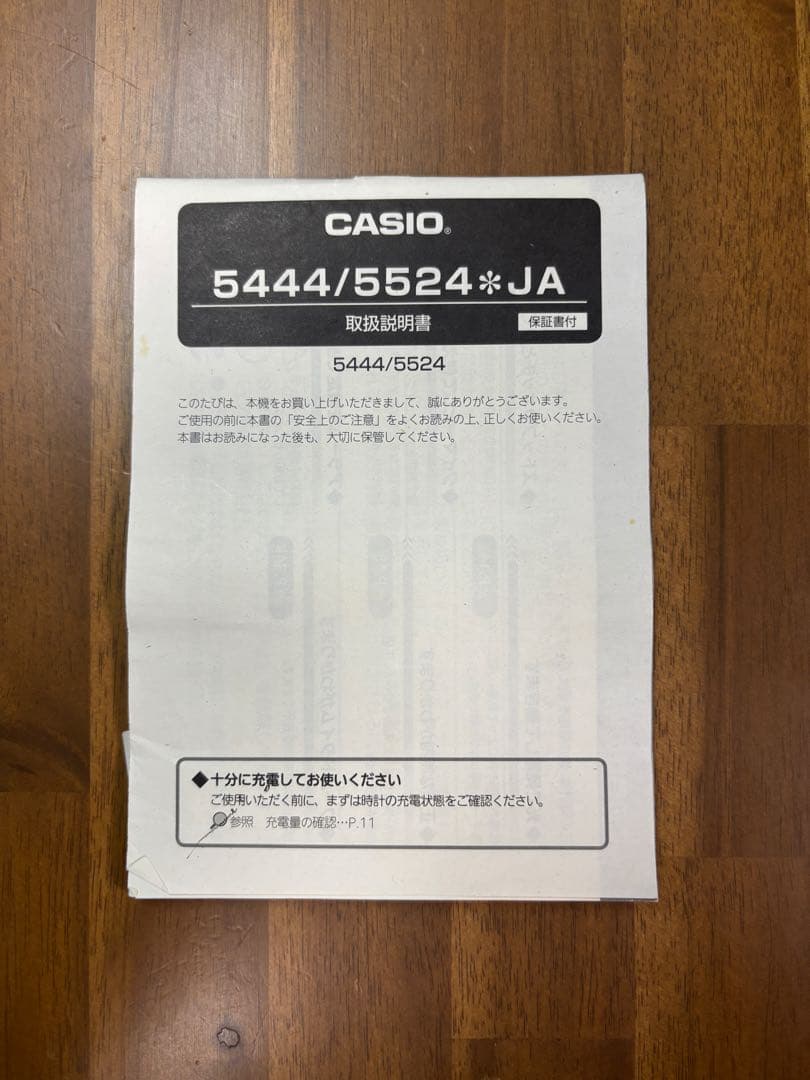 CASIO®
5444/5524＊JA
取扱説明書 保証書付
5444/5524
このたびは、本機をお買い上げいただきまして、誠にありがとうございます。
ご使用の前に本書の「安全上のご注意」をよくお読みの上、正しくお使いください。
本書はお読みになった後も、大切に保管してください。
◆十分に充電してお使いください
ご使用いただく前に、まずは時計の充電状態をご確認ください。
参照 充電量の確認…P.11